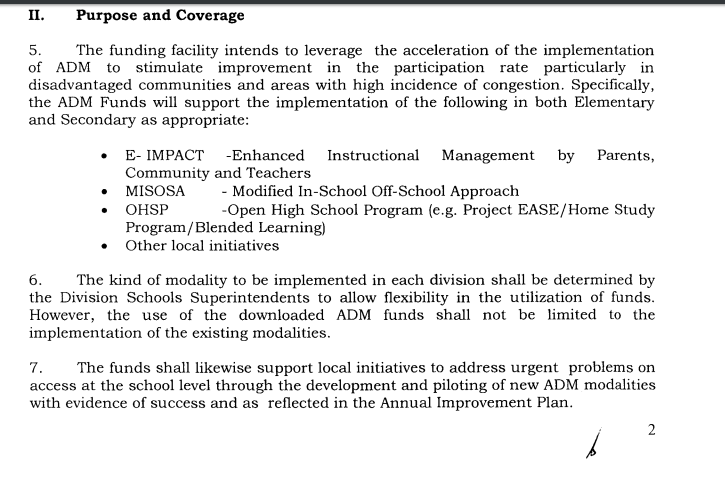 II. Purpose and Coverage
5. The funding facility intends to leverage the acceleration of the implementation
of ADM to stimulate improvement in the participation rate particularly in
disadvantaged communities and areas with high incidence of congestion. Specifically,
the ADM Funds will support the implementation of the following in both Elementary
and Secondary as appropriate:
• E- IMPACT -Enhanced Instructional Management by Parents,
Community and Teachers
• MISOSA - Modified In-School Off-School Approach
• OHSP -Open High School Program (e.g. Project EASE/Home Study
Program/Blended Learning)
• Other local initiatives
6. The kind of modality to be implemented in each division shall be determined by
the Division Schools Superintendents to allow flexibility in the utilization of funds.
However, the use of the downloaded ADM funds shall not be limited to the
implementation of the existing modalities.
7. The funds shall likewise support local initiatives to address urgent problems on
access at the school level through the development and piloting of new ADM modalities
with evidence of success and as reflected in the Annual Improvement Plan.
2